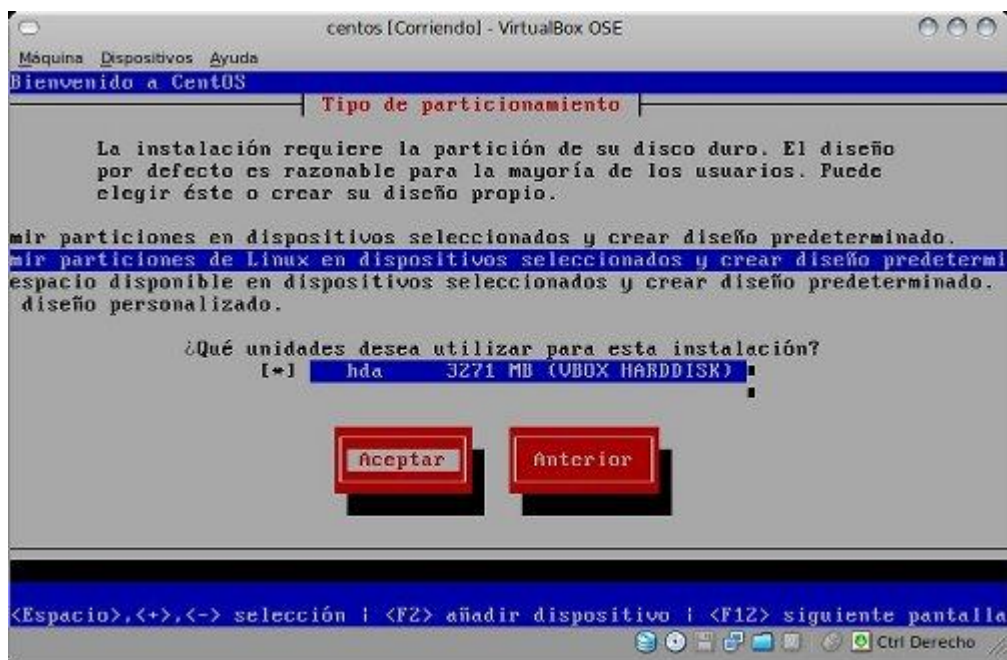 centos [Corriendo] - VirtualBox OSE
Máquina Dispositivos Ayuda
Bienvenido a CentOS
Tipo de particionamiento
La instalación requiere la partición de su disco duro. El diseño
por defecto es razonable para la mayoría de los usuarios. Puede
elegir éste o crear su diseño propio.
mir particiones en dispositivos seleccionados y crear diseño predeterminado.
mir particiones de Linux en dispositivos seleccionados y crear diseño predetermi
espacio disponible en dispositivos seleccionados y crear diseño predeterminado.
diseño personalizado.
¿Qué unidades desea utilizar para esta instalación?
[*] hda 3271 MB (VBOX HARDDISK)
Aceptar Anterior
<Espacio>,<+>,<-> selección | <F2> añadir dispositivo | <F12> siguiente pantalla
Ctrl Derecho